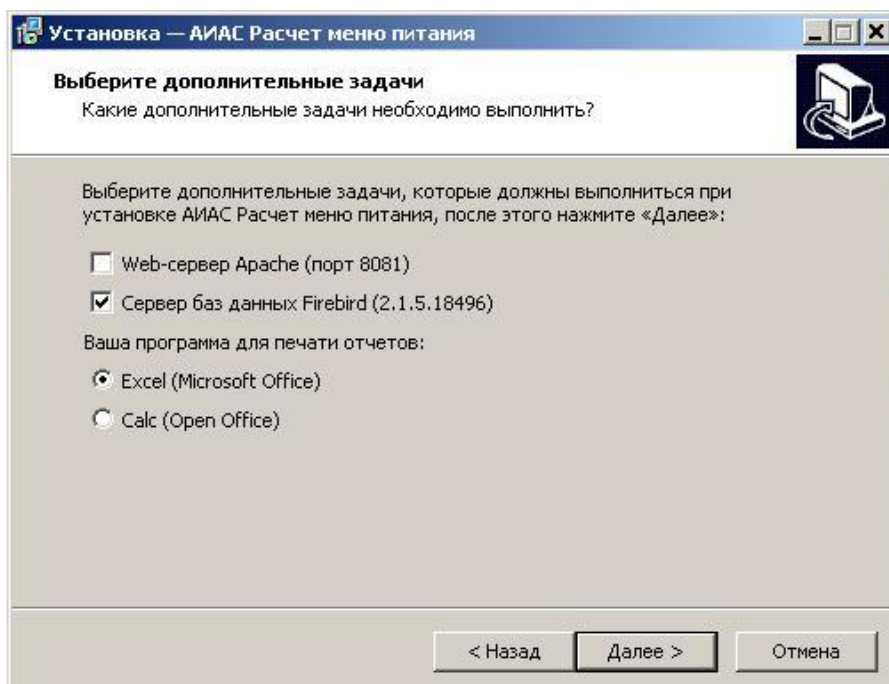 Установка — АИАС Расчет меню питания
Выберите дополнительные задачи
Какие дополнительные задачи необходимо выполнить?
Выберите дополнительные задачи, которые должны выполниться при
установке АИАС Расчет меню питания, после этого нажмите «Далее»:
Web-сервер Apache (порт 8081)
Сервер баз данных Firebird (2.1.5.18496)
Ваша программа для печати отчетов:
Excel (Microsoft Office)
Calc (Open Office)
< Назад Далее > Отмена